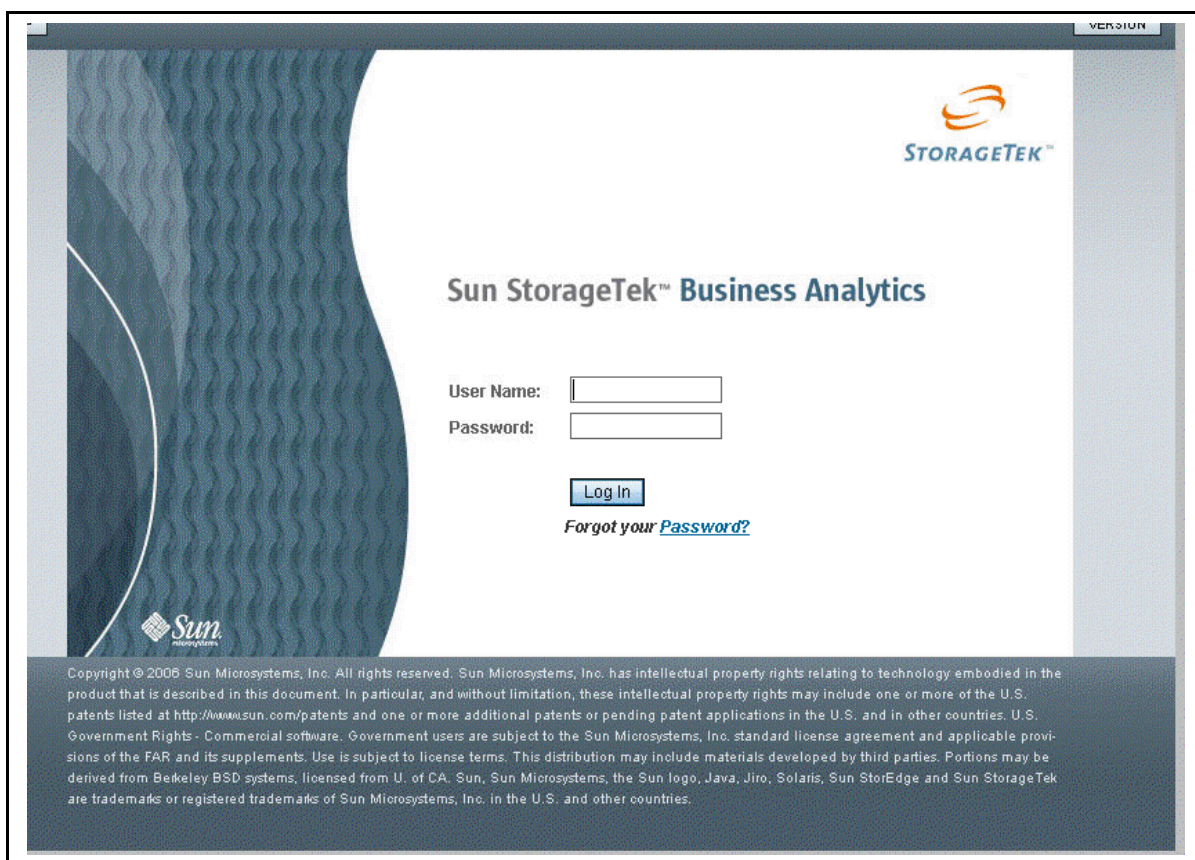 VERSION
STORAGETEK™
Sun StorageTek™ Business Analytics
User Name:
Password:
Log In
Forgot your Password?
Sun
microsystems
Copyright © 2006 Sun Microsystems, Inc. All rights reserved. Sun Microsystems, Inc. has intellectual property rights relating to technology embodied in the
product that is described in this document. In particular, and without limitation, these intellectual property rights may include one or more of the U.S.
patents listed at http://www.sun.com/patents and one or more additional patents or pending patent applications in the U.S. and in other countries. U.S.
Government Rights - Commercial software. Government users are subject to the Sun Microsystems, Inc. standard license agreement and applicable provi-
sions of the FAR and its supplements. Use is subject to license terms. This distribution may include materials developed by third parties. Portions may be
derived from Berkeley BSD systems, licensed from U. of CA. Sun, Sun Microsystems, the Sun logo, Java, Jiro, Solaris, Sun StorEdge and Sun StorageTek
are trademarks or registered trademarks of Sun Microsystems, Inc. in the U.S. and other countries.